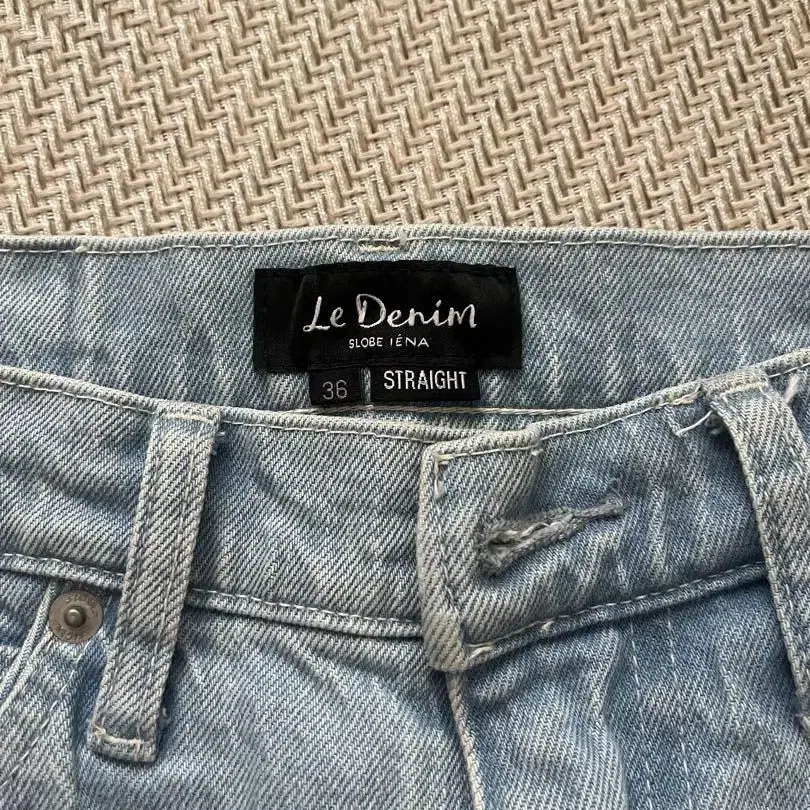 Le Denim
SLOBE IÉNA
36
STRAIGHT